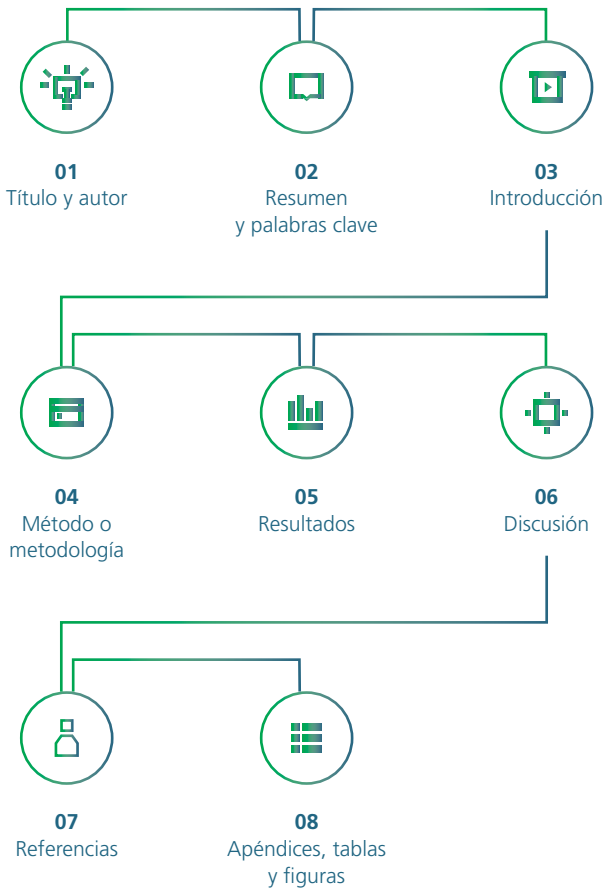 01
Título y autor
02
Resumen
y palabras clave
03
Introducción
04
Método o
metodología
05
Resultados
06
Discusión
07
Referencias
08
Apéndices, tablas
y figuras